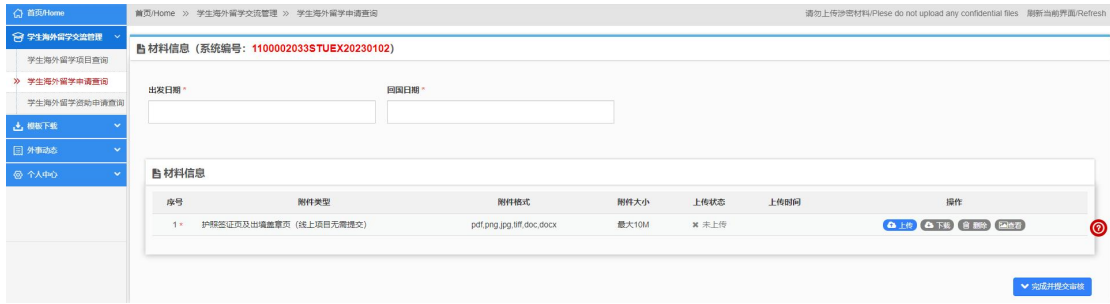 首页/Home
首页/Home >> 学生海外留学交流管理 >> 学生海外留学申请查询
请勿上传涉密材料/Plese do not upload any confidential files 刷新当前界面/Refresh
学生海外留学交流管理
学生海外留学项目查询
学生海外留学申请查询
学生海外留学资助申请查询
模板下载
外事动态
个人中心
材料信息（系统编号：1100002033STUEX20230102）
出发日期 * 回国日期 *
材料信息
序号 附件类型 附件格式 附件大小 上传状态 上传时间 操作
1 * 护照签证页及出境盖章页（线上项目无需提交） pdf,png,jpg,tiff,doc,docx 最大10M ✖ 未上传 上传 下载 删除 查看
完成并提交审核